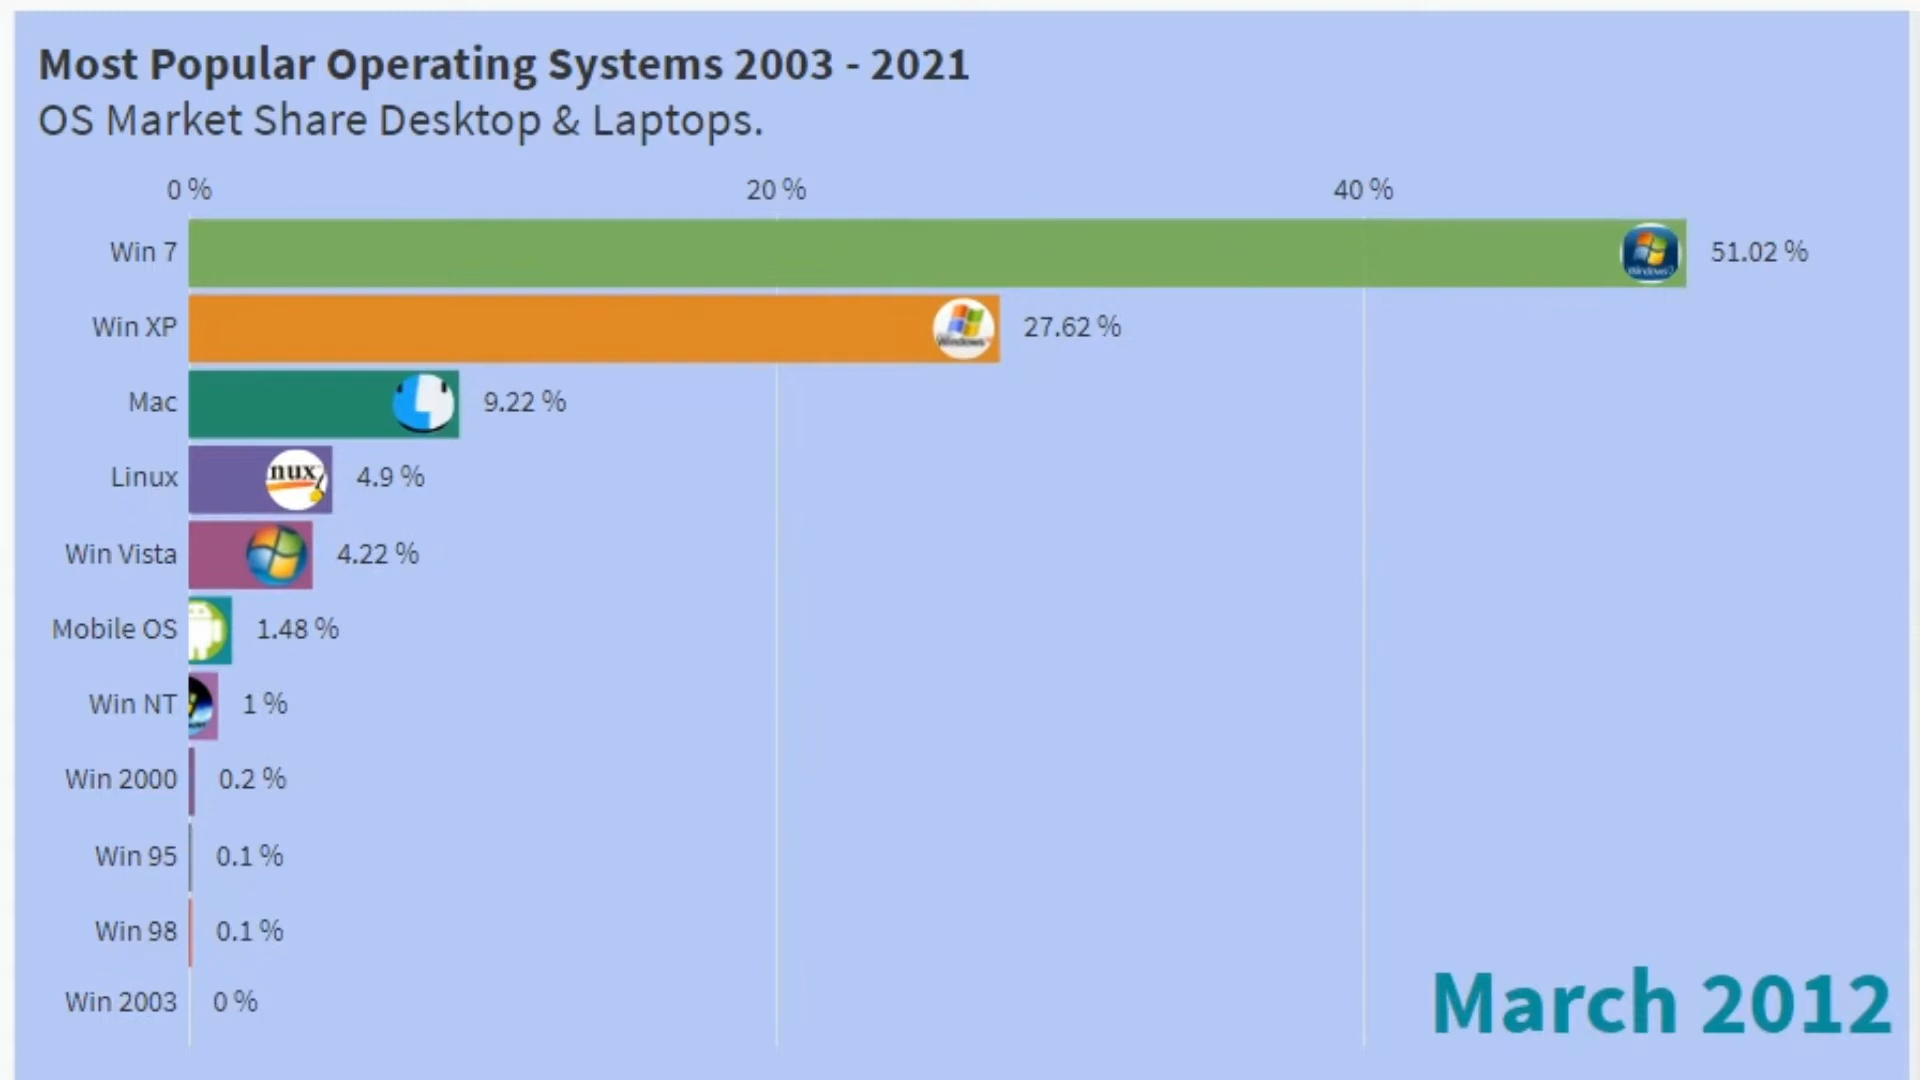 Most Popular Operating Systems 2003 - 2021
OS Market Share Desktop & Laptops.
0 % 20 % 40 %
Win 7 51.02 %
Win XP 27.62 %
Mac 9.22 %
Linux nux 4.9 %
Win Vista 4.22 %
Mobile OS 1.48 %
Win NT 1 %
Win 2000 0.2 %
Win 95 0.1 %
Win 98 0.1 %
Win 2003 0 %
March 2012